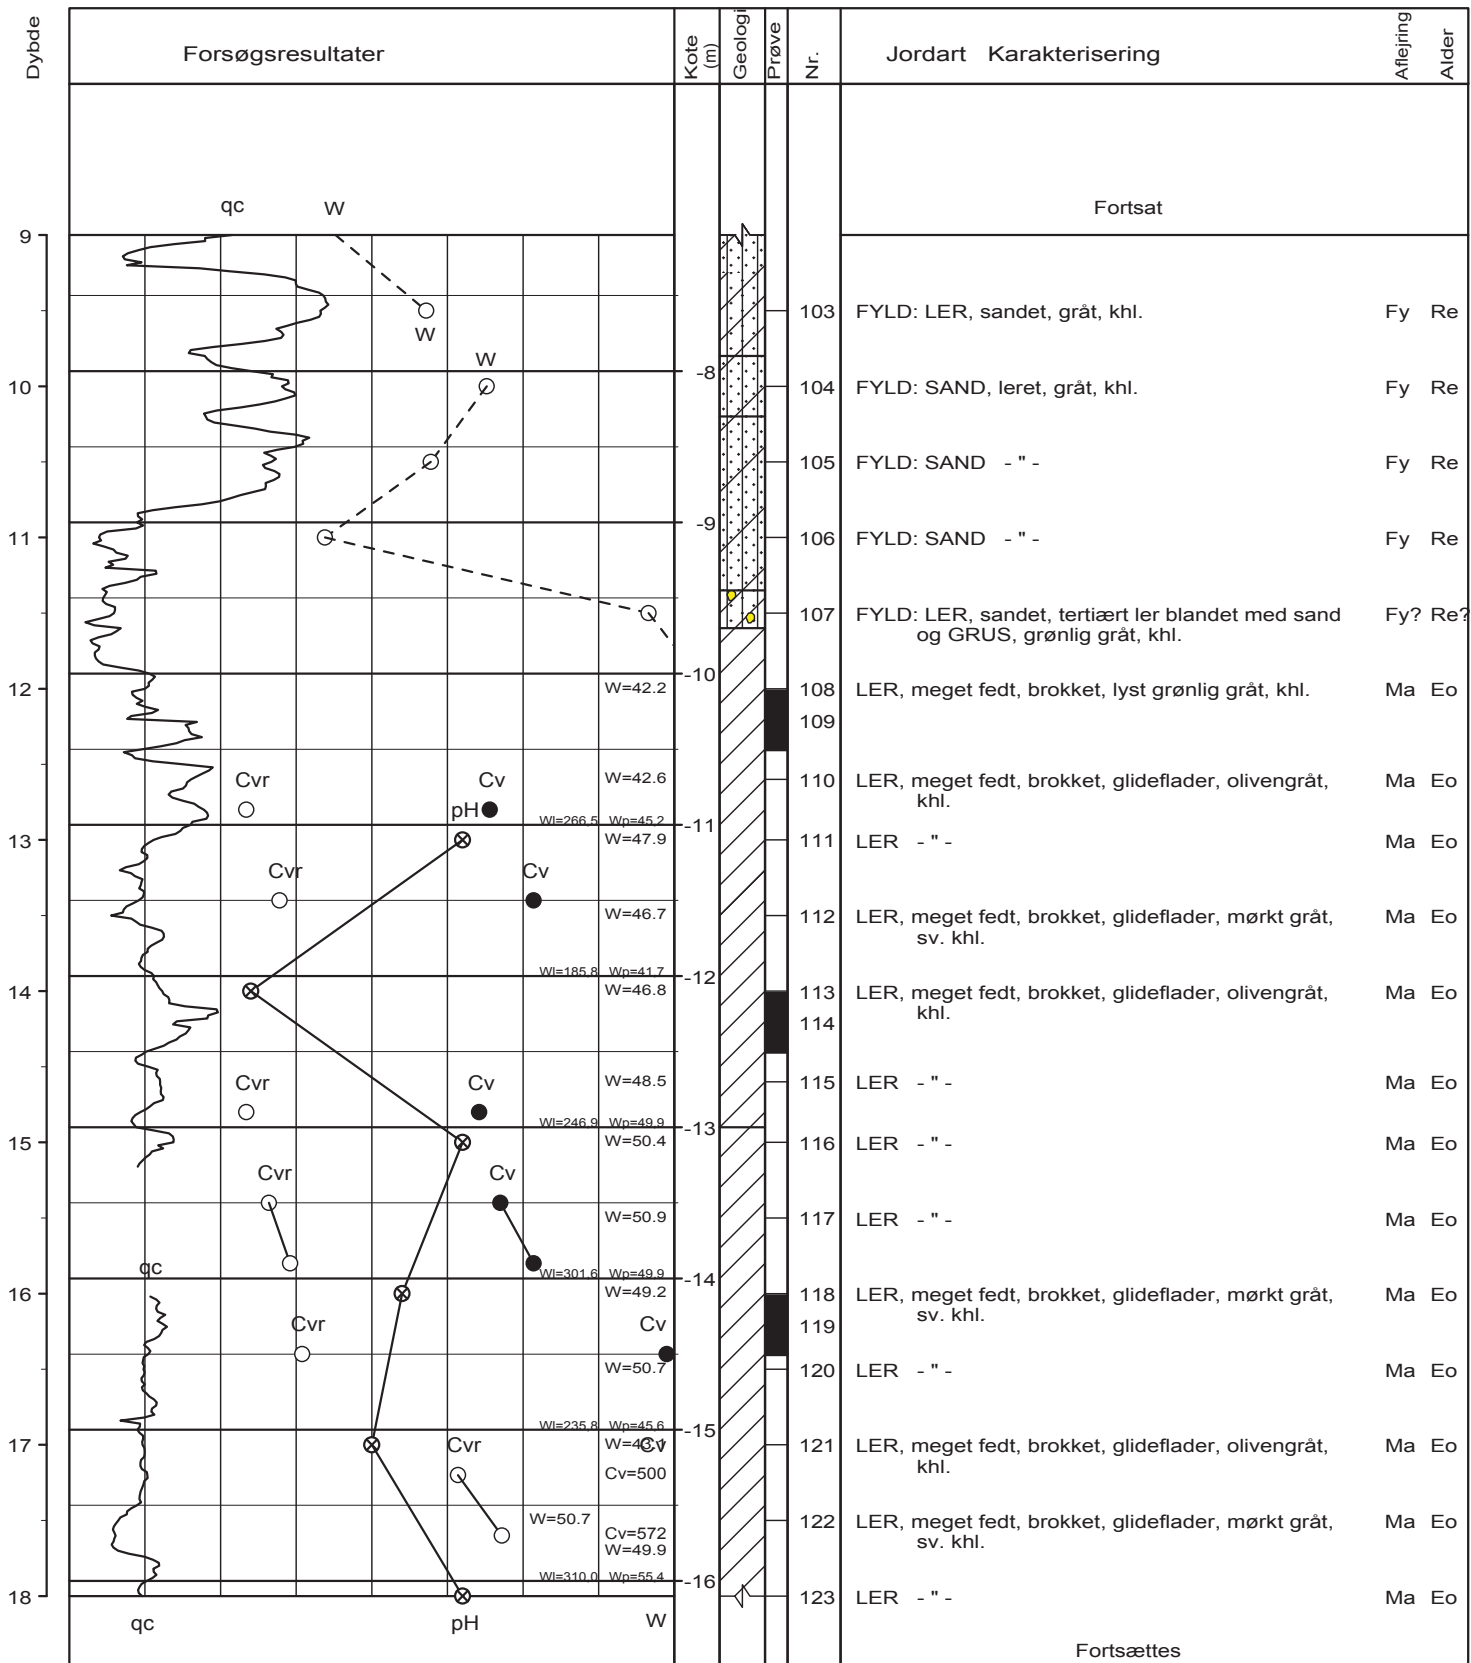 Dybde
Forsøgsresultater
Kote (m)
Geologi
Prøve
Nr.
Jordart Karakterisering
Aflejring
Alder
qc W
Fortsat
9
103 FYLD: LER, sandet, gråt, khl. Fy Re
W
W
-8
10 104 FYLD: SAND, leret, gråt, khl. Fy Re
105 FYLD: SAND - " - Fy Re
-9
11 106 FYLD: SAND - " - Fy Re
107 FYLD: LER, sandet, tertiært ler blandet med sand Fy? Re?
og GRUS, grønlig gråt, khl.
-10
12 W=42.2 108 LER, meget fedt, brokket, lyst grønlig gråt, khl. Ma Eo
109
Cvr Cv W=42.6 110 LER, meget fedt, brokket, glideflader, olivengråt, Ma Eo
khl.
pH
Wl=266,5 Wp=45,2 -11
13 W=47.9 111 LER - " - Ma Eo
Cvr Cv
W=46.7 112 LER, meget fedt, brokket, glideflader, mørkt gråt, Ma Eo
sv. khl.
Wl=185,8 Wp=41,7 -12
14 W=46.8 113 LER, meget fedt, brokket, glideflader, olivengråt, Ma Eo
khl.
114
Cvr Cv W=48.5 115 LER - " - Ma Eo
Wl=246,9 Wp=49,9 -13
15 W=50.4 116 LER - " - Ma Eo
Cvr Cv
W=50.9 117 LER - " - Ma Eo
qc
Wl=301,6 Wp=49,9 -14
16 W=49.2 118 LER, meget fedt, brokket, glideflader, mørkt gråt, Ma Eo
sv. khl.
119
Cvr Cv
W=50.7 120 LER - " - Ma Eo
Wl=235,8 Wp=45,6 -15
17 Cvr W=43.1 Cv 121 LER, meget fedt, brokket, glideflader, olivengråt, Ma Eo
khl.
Cv=500
W=50.7 122 LER, meget fedt, brokket, glideflader, mørkt gråt, Ma Eo
sv. khl.
Cv=572
W=49.9
Wl=310,0 Wp=55,4 -16
18 123 LER - " - Ma Eo
qc pH W
Fortsættes